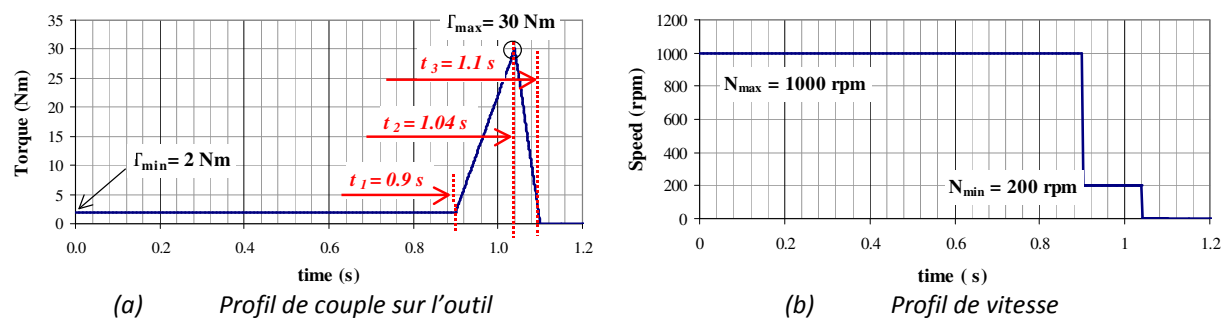 Γmax= 30 Nm
35
30
25
20
15
10
5
0
Torque (Nm)
t 3 = 1.1 s
t 2 = 1.04 s
Γmin= 2 Nm
t 1 = 0.9 s
0.0 0.2 0.4 0.6 0.8 1.0 1.2
time (s)
(a) Profil de couple sur l’outil
1200
1000
800
600
400
200
0
Speed (rpm)
Nmax = 1000 rpm
Nmin = 200 rpm
0 0.2 0.4 0.6 0.8 1 1.2
time ( s)
(b) Profil de vitesse